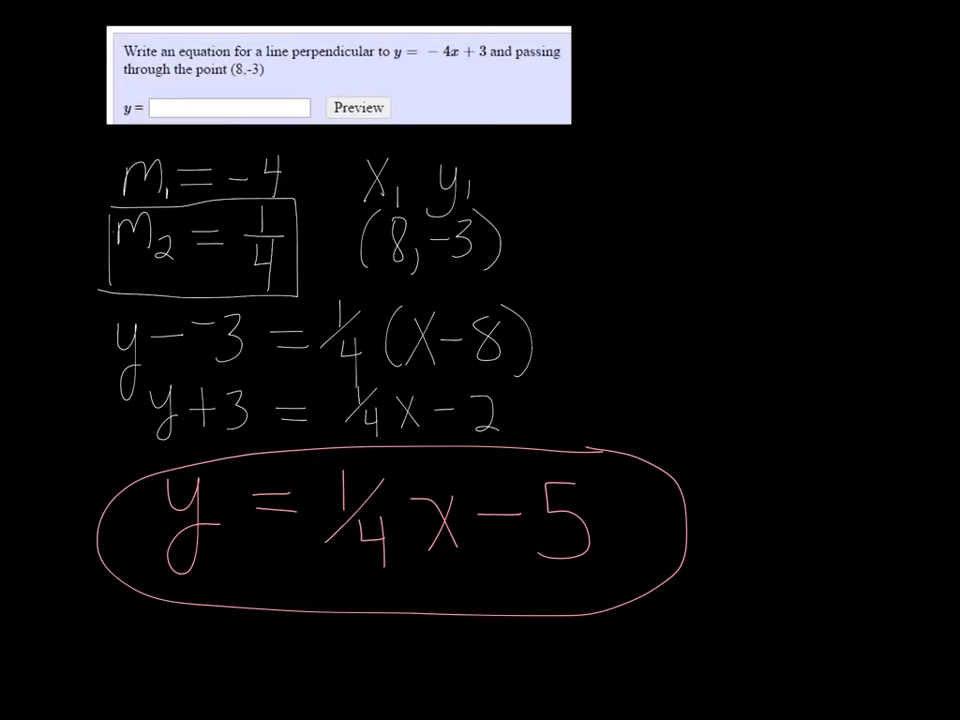 Write an equation for a line perpendicular to y = − 4x + 3 and passing
through the point (8,-3)
y = Preview
m₁ = -4
x₁ y₁
m₂ = 1/4
(8, -3)
y - -3 = 1/4 (x - 8)
y + 3 = 1/4 x - 2
y = 1/4 x - 5